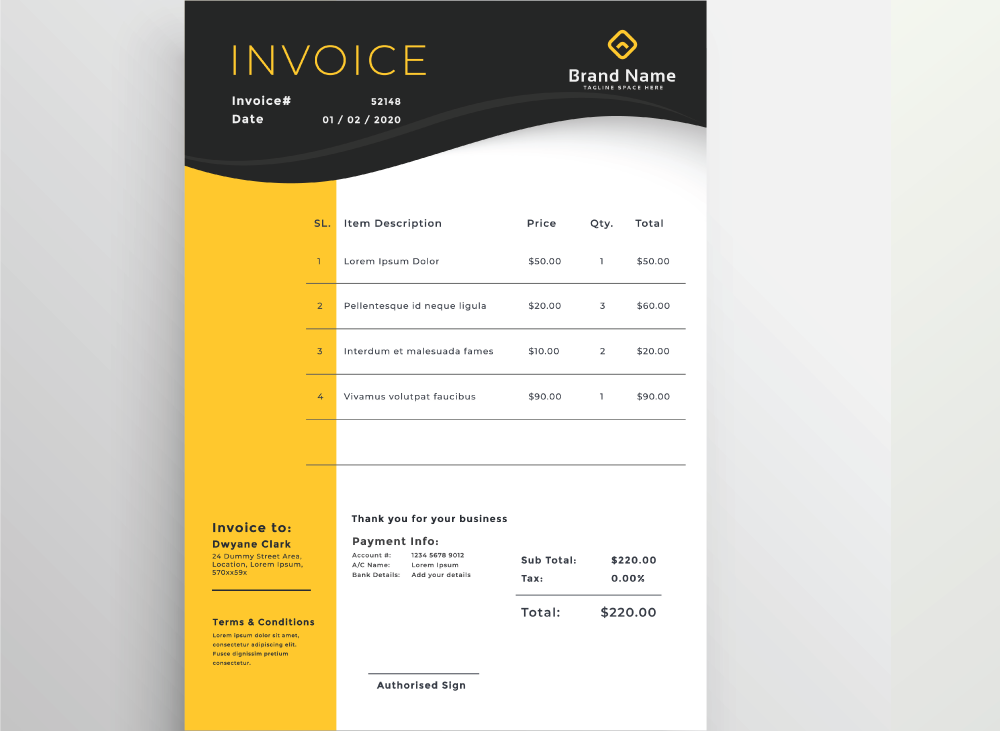 INVOICE
Invoice# 52148
Date 01 / 02 / 2020
Brand Name
TAGLINE SPACE HERE
SL. Item Description Price Qty. Total
1 Lorem Ipsum Dolor $50.00 1 $50.00
2 Pellentesque id neque ligula $20.00 3 $60.00
3 Interdum et malesuada fames $10.00 2 $20.00
4 Vivamus volutpat faucibus $90.00 1 $90.00
Invoice to:
Dwyane Clark
24 Dummy Street Area,
Location, Lorem Ipsum,
570xx59x
Terms & Conditions
Lorem ipsum dolor sit amet,
consectetur adipiscing elit.
Fusce dignissim pretium
consectetur.
Thank you for your business
Payment Info:
Account #: 1234 5678 9012
A/C Name: Lorem Ipsum
Bank Details: Add your details
Sub Total: $220.00
Tax: 0.00%
Total: $220.00
Authorised Sign